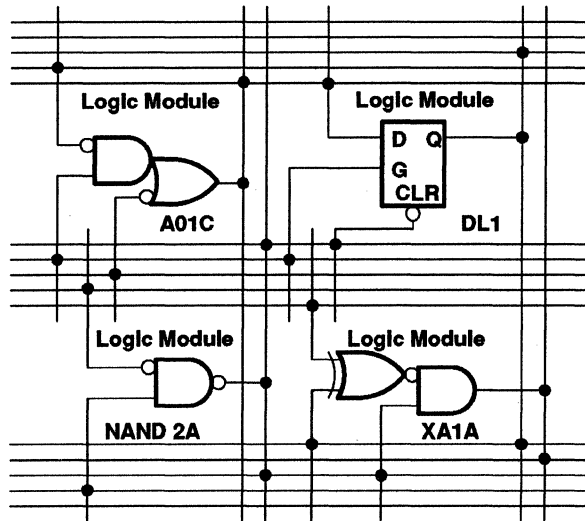 Logic Module
Logic Module
D Q
G
CLR
A01C
DL1
Logic Module
Logic Module
NAND 2A
XA1A